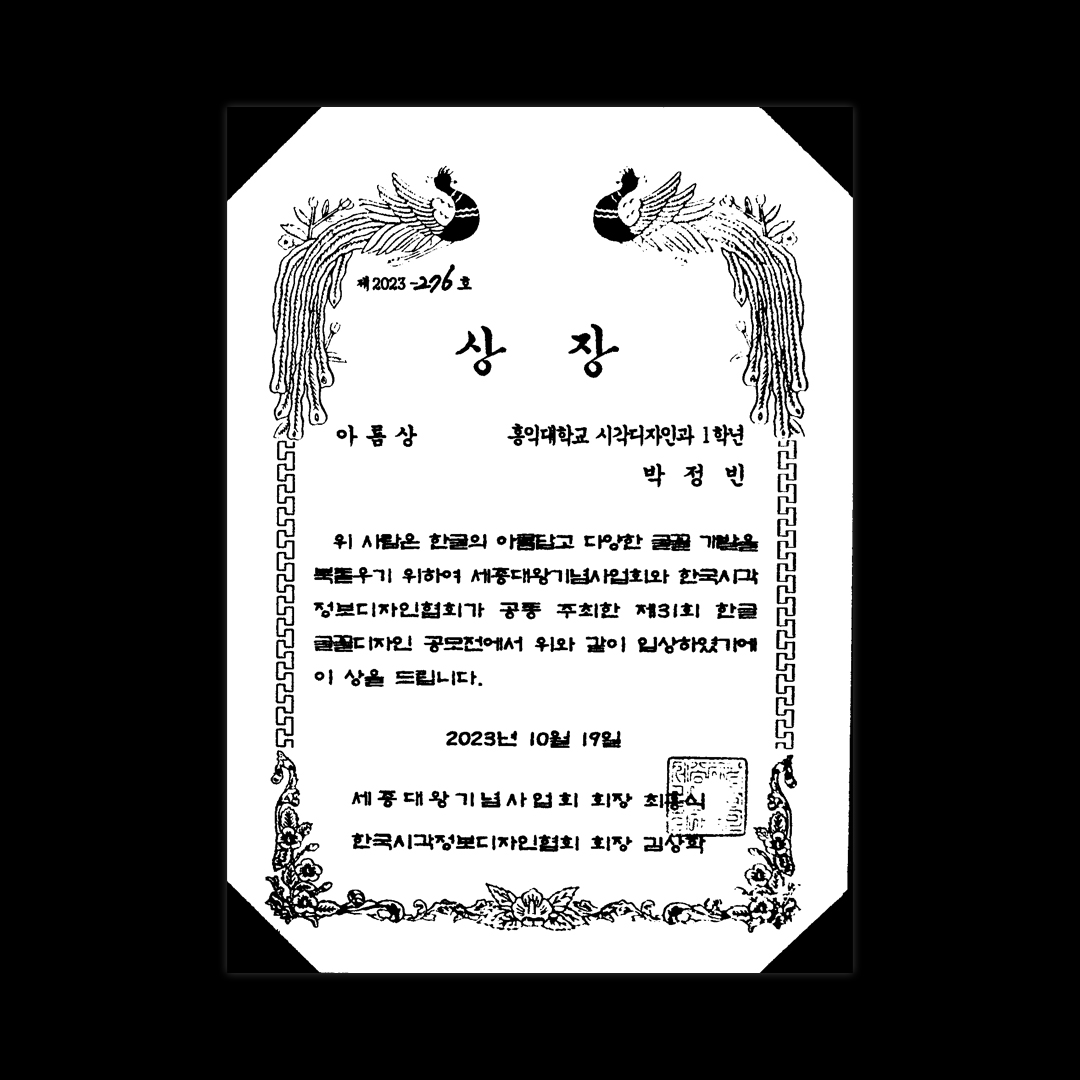 제2023-276호
상 장
아름상
홍익대학교 시각디자인과 1학년
박 정 빈
위 사람은 한글의 아름답고 다양한 글꼴 개발을
북돋우기 위하여 세종대왕기념사업회와 한국시각
정보디자인협회가 공동 주최한 제31회 한글
글꼴디자인 공모전에서 위와 같이 입상하였기에
이 상을 드립니다.
2023년 10월 19일
세종대왕기념사업회 회장 최홍식
한국시각정보디자인협회 회장 김상학